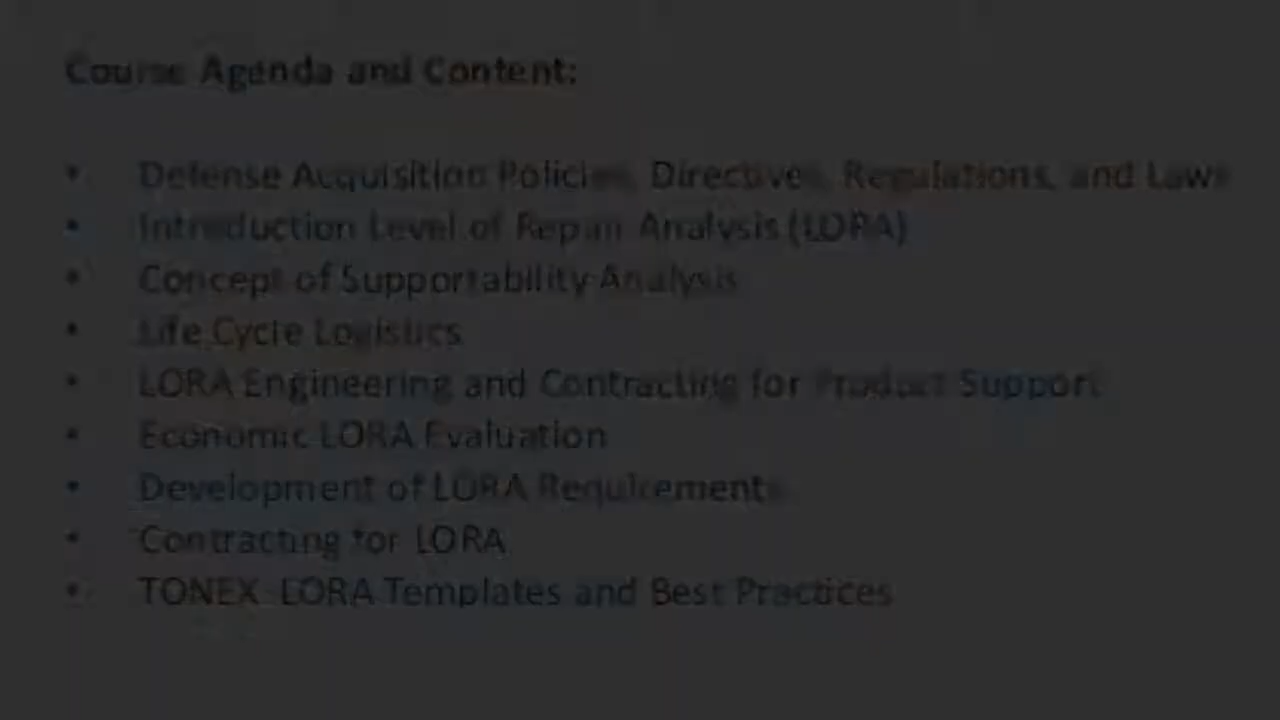 Course Agenda and Content:
• Defense Acquisition Policies, Directives, Regulations, and Laws
• Introduction Level of Repair Analysis (LORA)
• Concept of Supportability Analysis
• Life Cycle Logistics
• LORA Engineering and Contracting for Product Support
• Economic LORA Evaluation
• Development of LORA Requirements
• Contracting for LORA
• TONEX LORA Templates and Best Practices